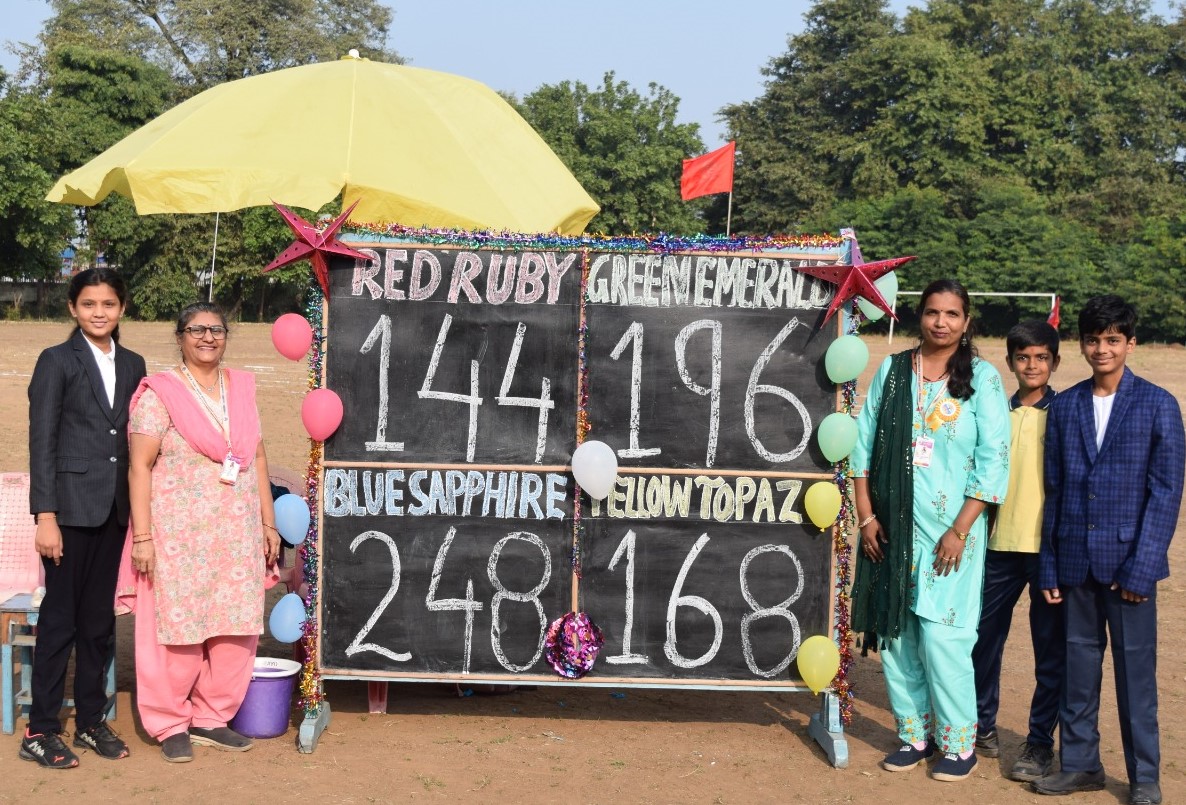 RED RUBY
144
GREEN EMERALD
196
BLUE SAPPHIRE
248
YELLOW TOPAZ
168